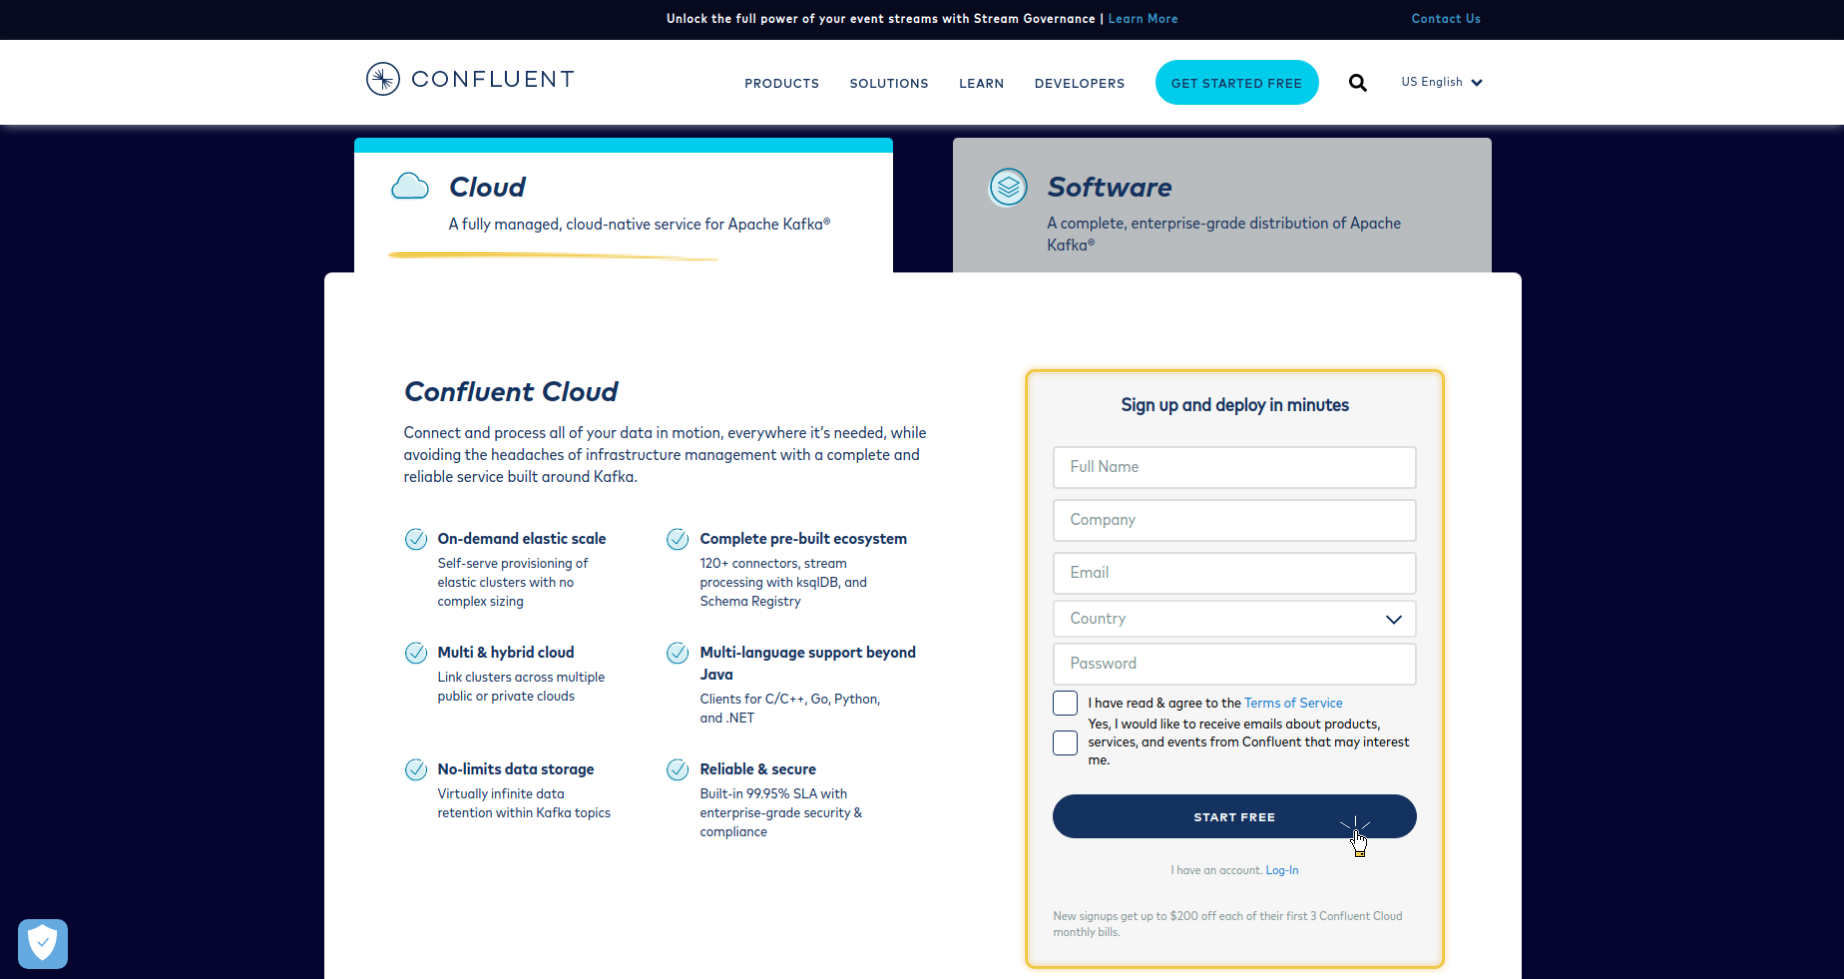 Unlock the full power of your event streams with Stream Governance | Learn More
Contact Us
CONFLUENT
PRODUCTS
SOLUTIONS
LEARN
DEVELOPERS
GET STARTED FREE
US English
Cloud
A fully managed, cloud-native service for Apache Kafka®
Software
A complete, enterprise-grade distribution of Apache
Kafka®
Confluent Cloud
Connect and process all of your data in motion, everywhere it's needed, while
avoiding the headaches of infrastructure management with a complete and
reliable service built around Kafka.
On-demand elastic scale
Self-serve provisioning of
elastic clusters with no
complex sizing
Complete pre-built ecosystem
120+ connectors, stream
processing with ksqlDB, and
Schema Registry
Multi & hybrid cloud
Link clusters across multiple
public or private clouds
Multi-language support beyond
Java
Clients for C/C++, Go, Python,
and .NET
No-limits data storage
Virtually infinite data
retention within Kafka topics
Reliable & secure
Built-in 99.95% SLA with
enterprise-grade security &
compliance
Sign up and deploy in minutes
Full Name
Company
Email
Country
Password
I have read & agree to the Terms of Service
Yes, I would like to receive emails about products,
services, and events from Confluent that may interest
me.
START FREE
I have an account. Log-In
New signups get up to $200 off each of their first 3 Confluent Cloud
monthly bills.